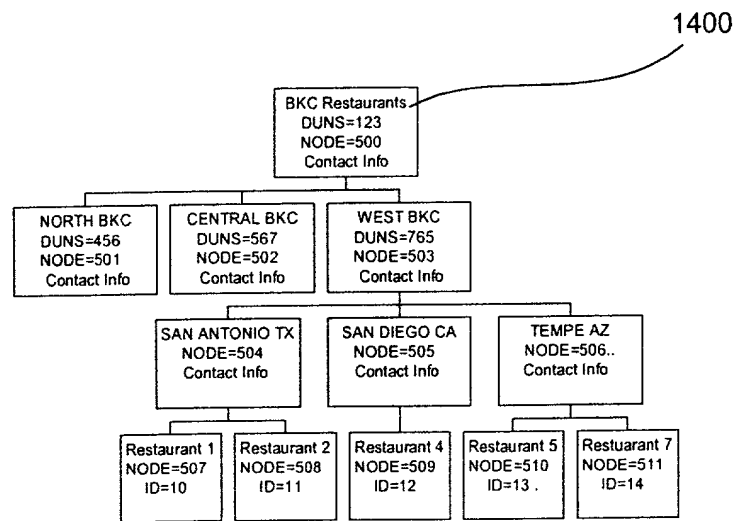 1400
BKC Restaurants
DUNS=123
NODE=500
Contact Info
NORTH BKC
DUNS=456
NODE=501
Contact Info
CENTRAL BKC
DUNS=567
NODE=502
Contact Info
WEST BKC
DUNS=765
NODE=503
Contact Info
SAN ANTONIO TX
NODE=504
Contact Info
SAN DIEGO CA
NODE=505
Contact Info
TEMPE AZ
NODE=506..
Contact Info
Restaurant 1
NODE=507
ID=10
Restaurant 2
NODE=508
ID=11
Restaurant 4
NODE=509
ID=12
Restaurant 5
NODE=510
ID=13 .
Restuarant 7
NODE=511
ID=14